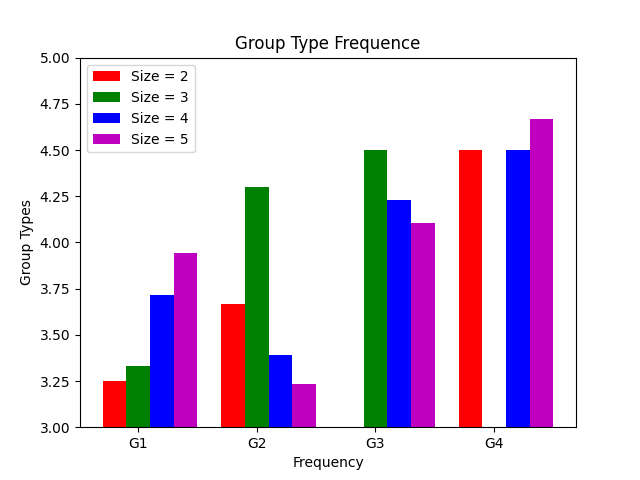 Group Type Frequence
Size = 2
Size = 3
Size = 4
Size = 5
Group Types
5.00
4.75
4.50
4.25
4.00
3.75
3.50
3.25
3.00
G1 G2 G3 G4
Frequency